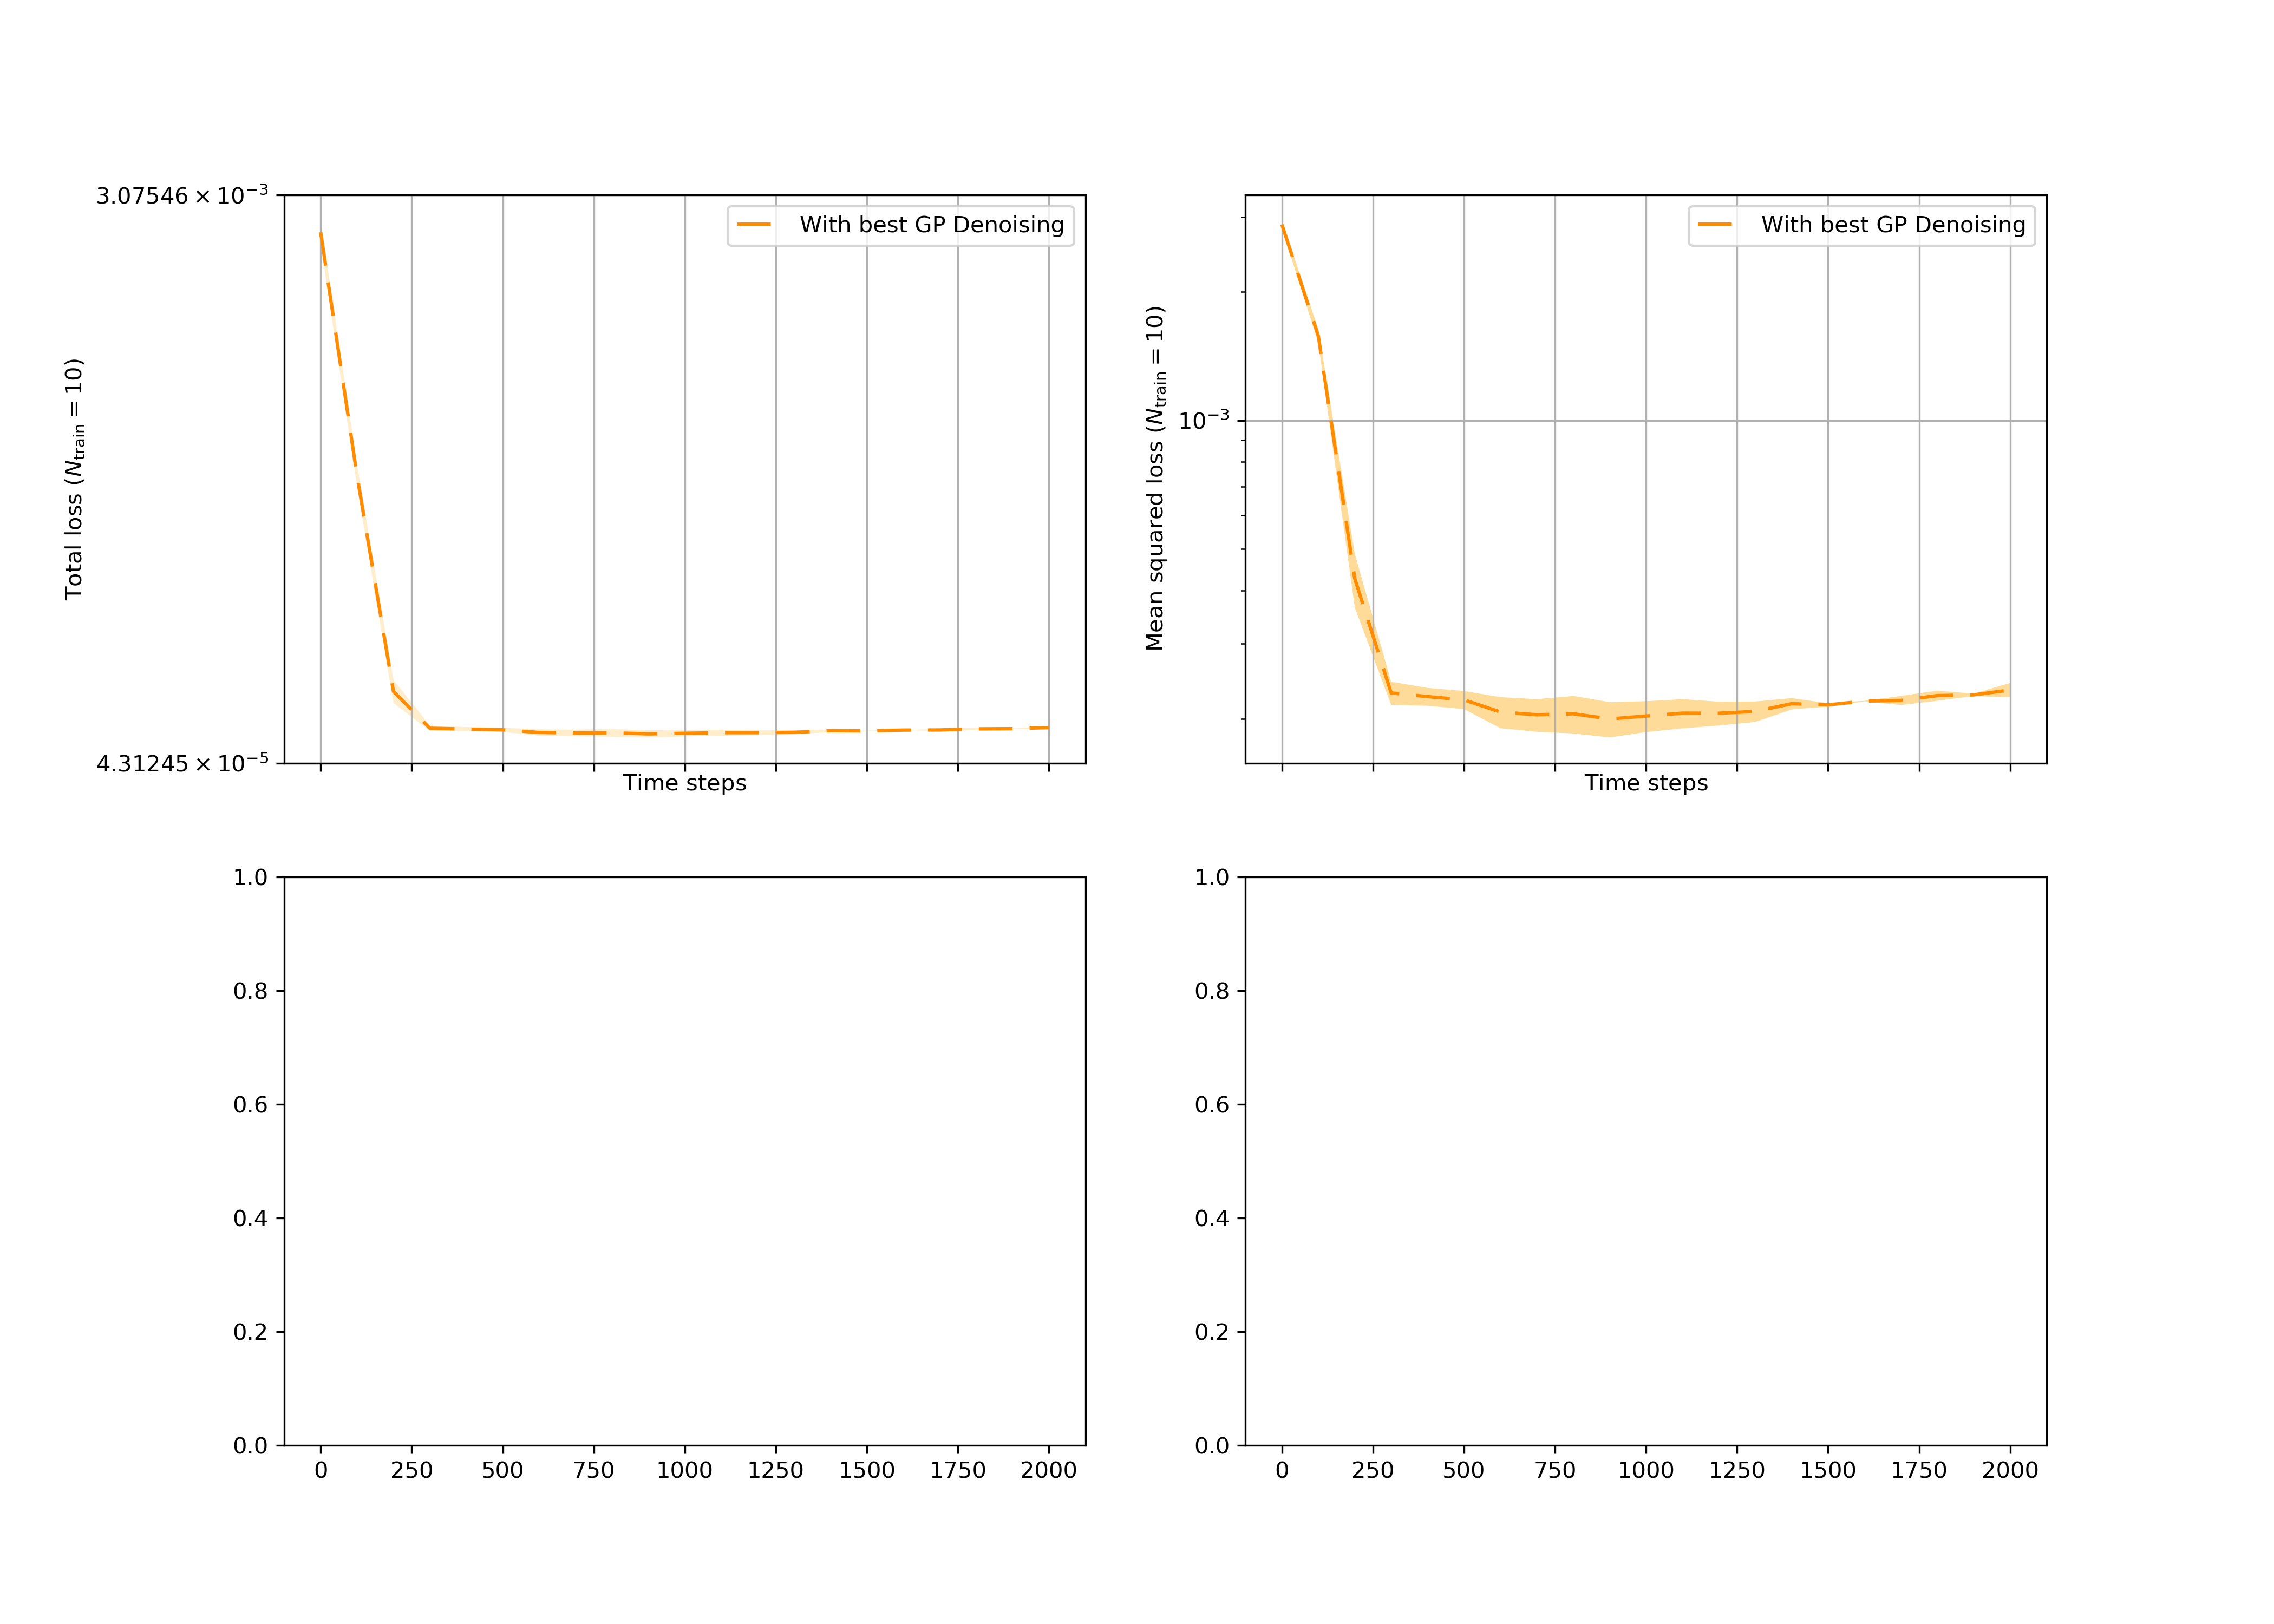 3.07546 × 10⁻³
With best GP Denoising
Total loss (N_train = 10)
4.31245 × 10⁻⁵
Time steps
With best GP Denoising
Mean squared loss (N_train = 10)
10⁻³
Time steps
1.0
0.8
0.6
0.4
0.2
0.0
0 250 500 750 1000 1250 1500 1750 2000
1.0
0.8
0.6
0.4
0.2
0.0
0 250 500 750 1000 1250 1500 1750 2000